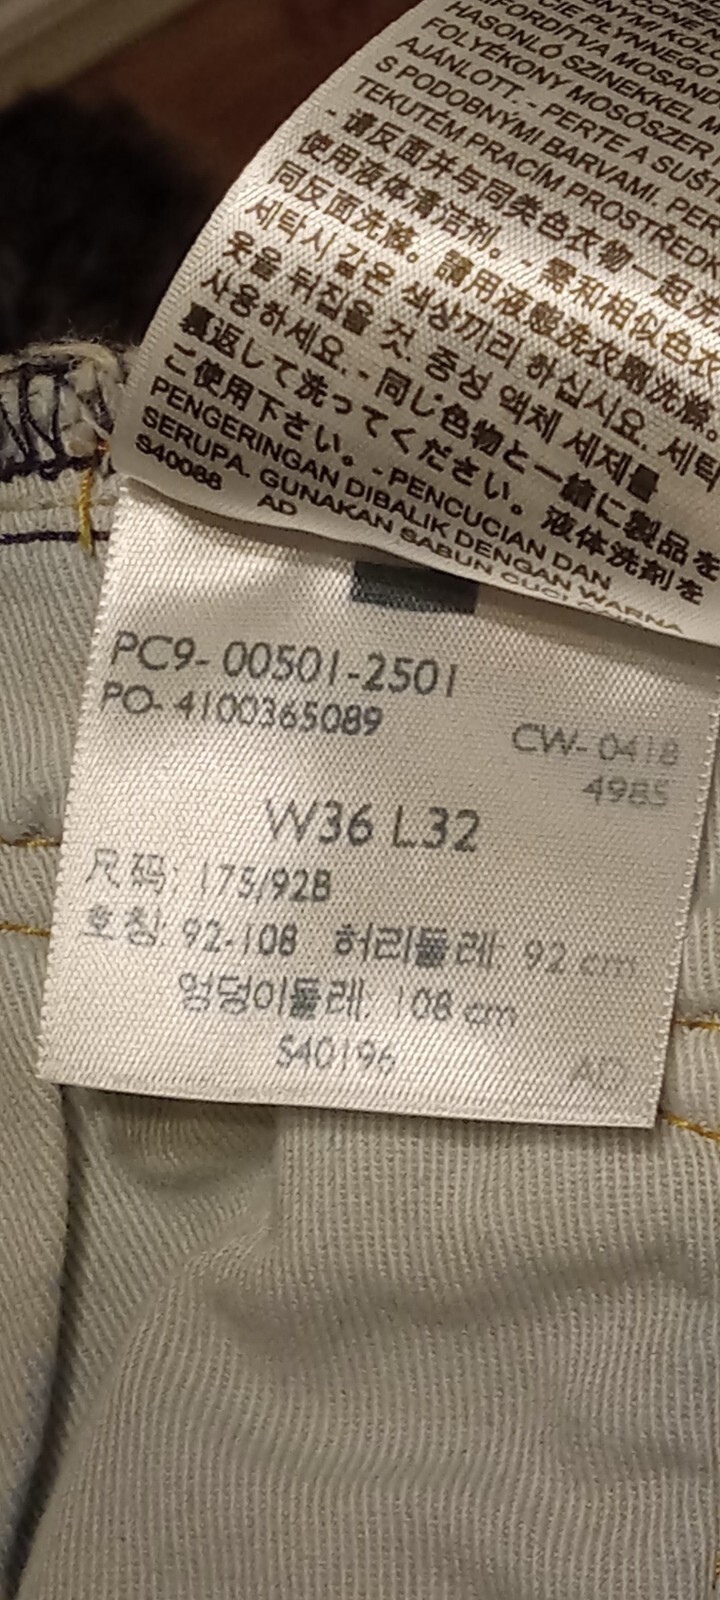 HASONLÓ SZINEKKEL M
FOLYÉKONY MOSÓSZER
AJÁNLOTT. - PERTE A SUŠT
S PODOBNÝMI BARVAMI. PER
TEKUTÉM PRACÍM PROSTŘEDK
- 请反面并与同类色衣物一起洗
使用液体清洁剂。- 需和相似色衣
同反面洗滌。請用液態洗衣劑洗滌。
세탁시 같은 색상끼리 하십시요. 세탁
옷을 뒤집을 것. 중성 액체 세제를
사용하세요. - 同じ色物と一緒に製品を
裏返して洗ってください。液体洗剤を
ご使用下さい。- PENCUCIAN DAN
PENGERINGAN DIBALIK DENGAN WARNA
SERUPA. GUNAKAN SABUN CUCI
S40088 AD
PC9- 00501-2501
PO- 4100365089
CW- 0418
4985
W36 L32
尺码: 175/92B
호칭: 92-108 허리둘레: 92 cm
엉덩이둘레: 108 cm
S40196 AD